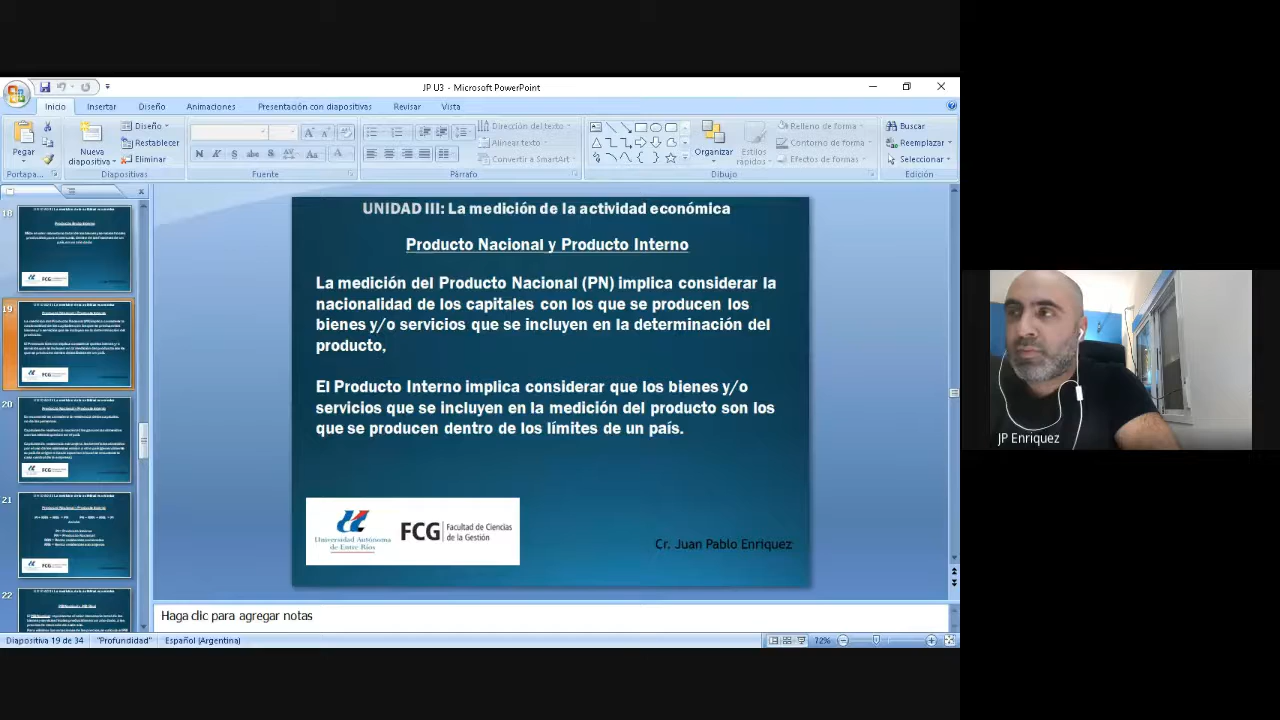 JP U3 - Microsoft PowerPoint
Inicio Insertar Diseño Animaciones Presentación con diapositivas Revisar Vista
Pegar
Nueva diapositiva
Diseño
Restablecer
Eliminar
Dirección del texto
Alinear texto
Convertir a SmartArt
Organizar
Estilos rápidos
Relleno de forma
Contorno de forma
Efectos de formas
Buscar
Reemplazar
Seleccionar
Portapa... Diapositivas Fuente Párrafo Dibujo Edición
18
19
20
21
22
UNIDAD III: La medición de la actividad económica
Producto Nacional y Producto Interno
La medición del Producto Nacional (PN) implica considerar la
nacionalidad de los capitales con los que se producen los
bienes y/o servicios que se incluyen en la determinación del
producto,
El Producto Interno implica considerar que los bienes y/o
servicios que se incluyen la medición del producto son los
que se producen dentro de los límites de un país.
Universidad Autónoma
de Entre Ríos
FCG
Facultad de Ciencias
de la Gestión
Cr. Juan Pablo Enriquez
JP Enriquez
Haga clic para agregar notas
Diapositiva 19 de 34 "Profundidad" Español (Argentina) 72%